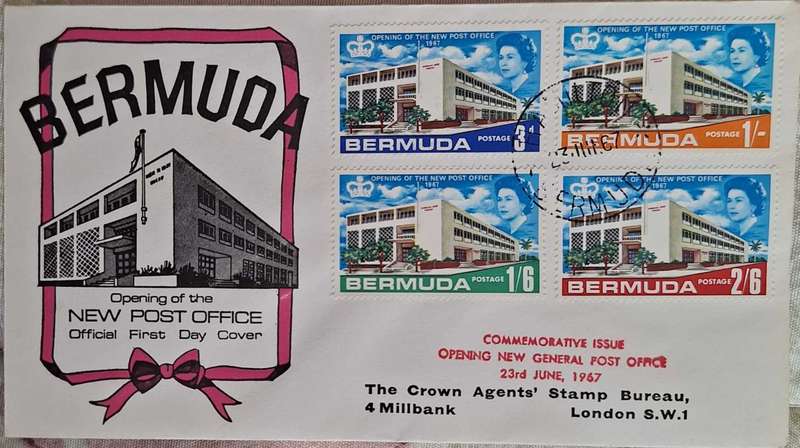 BERMUDA
Opening of the
NEW POST OFFICE
Official First Day Cover
OPENING OF THE NEW POST OFFICE
1967
POSTAGE 3d
BERMUDA
OPENING OF THE NEW POST OFFICE
1967
POSTAGE 1/-
BERMUDA
OPENING OF THE NEW POST OFFICE
1967
POSTAGE 1/6
BERMUDA
OPENING OF THE NEW POST OFFICE
1967
POSTAGE 2/6
BERMUDA
COMMEMORATIVE ISSUE
OPENING NEW GENERAL POST OFFICE
23rd JUNE, 1967
The Crown Agents' Stamp Bureau,
4 Millbank London S.W.1